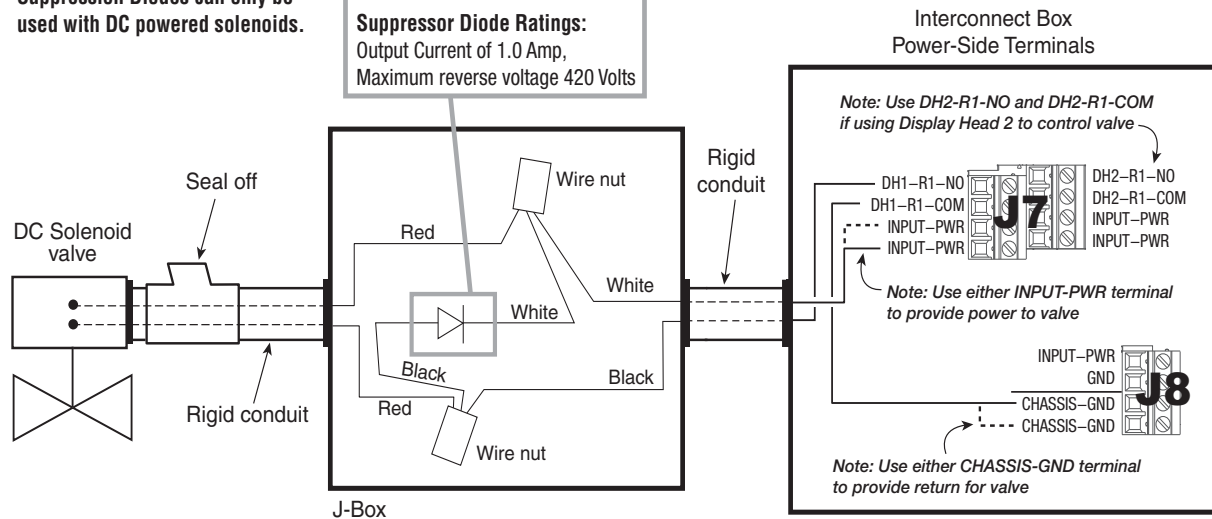 Suppression Diodes can only be
used with DC powered solenoids.
Suppressor Diode Ratings:
Output Current of 1.0 Amp,
Maximum reverse voltage 420 Volts
Interconnect Box
Power-Side Terminals
Note: Use DH2-R1-NO and DH2-R1-COM
if using Display Head 2 to control valve
DC Solenoid
valve
Seal off
Rigid conduit
Red
Wire nut
White
White
Black
Red
Black
Wire nut
J-Box
Rigid
conduit
DH1–R1–NO
DH1–R1–COM
INPUT–PWR
INPUT–PWR
J7
DH2–R1–NO
DH2–R1–COM
INPUT–PWR
INPUT–PWR
Note: Use either INPUT-PWR terminal
to provide power to valve
INPUT–PWR
GND
CHASSIS–GND
CHASSIS–GND
J8
Note: Use either CHASSIS-GND terminal
to provide return for valve